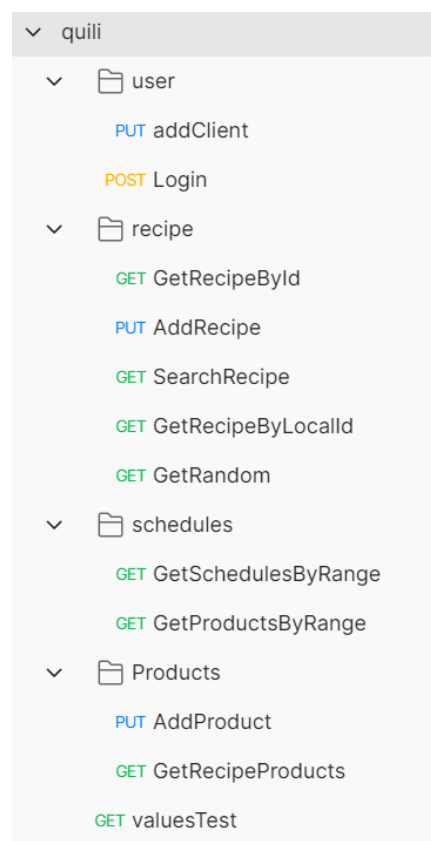 quili
user
PUT addClient
POST Login
recipe
GET GetRecipeById
PUT AddRecipe
GET SearchRecipe
GET GetRecipeByLocalId
GET GetRandom
schedules
GET GetSchedulesByRange
GET GetProductsByRange
Products
PUT AddProduct
GET GetRecipeProducts
GET valuesTest